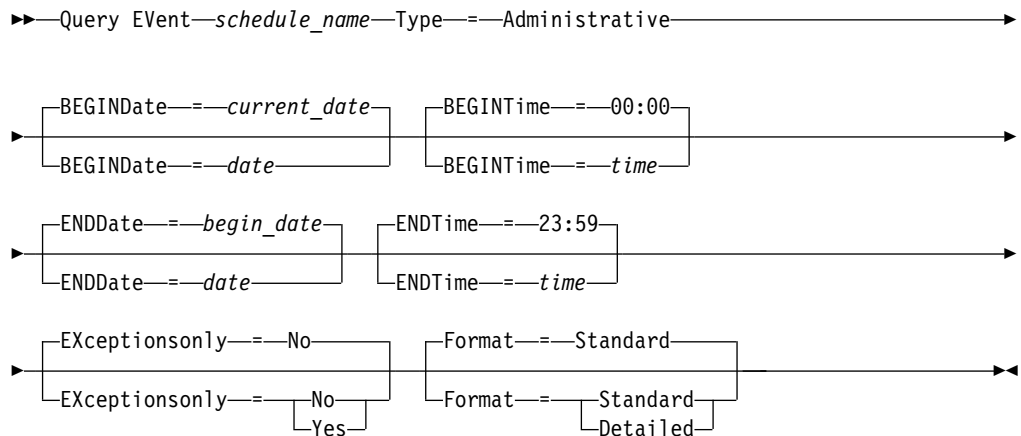 Query EVent schedule_name Type = Administrative
BEGINDate = current_date BEGINTime = 00:00
BEGINDate = date BEGINTime = time
ENDDate = begin_date ENDTime = 23:59
ENDDate = date ENDTime = time
EXceptionsonly = No Format = Standard
EXceptionsonly = No Format = Standard
Yes Detailed